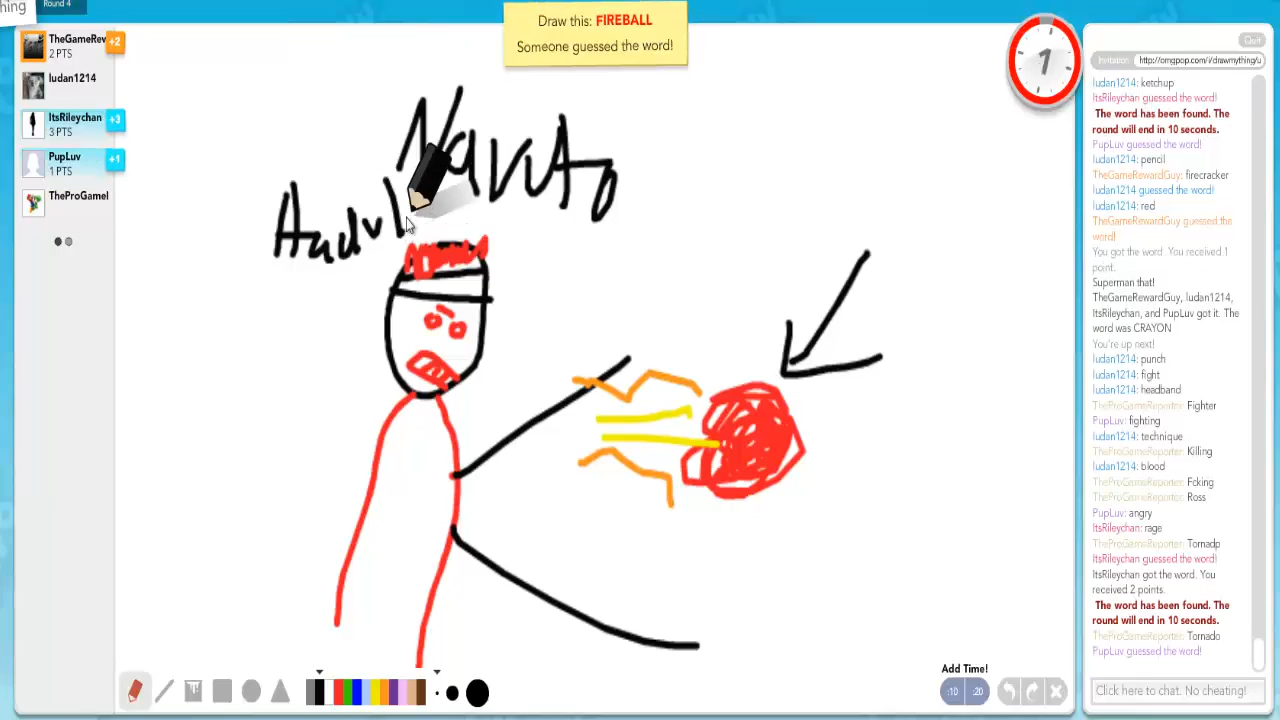 thing
Round 4
Draw this: FIREBALL
Someone guessed the word!
1
TheGameRev
2 PTS
+2
ludan1214
ItsRileychan
3 PTS
+3
PupLuv
1 PTS
+1
TheProGameI
Naruto
Quit
Invitation
http://omgpop.com/i/drawmything/u
ludan1214: ketchup
ItsRileychan guessed the word!
The word has been found. The
round will end in 10 seconds.
PupLuv guessed the word!
ludan1214: pencil
TheGameRewardGuy: firecracker
ludan1214 guessed the word!
ludan1214: red
TheGameRewardGuy guessed the
word!
You got the word. You received 1
point.
Superman that!
TheGameRewardGuy, ludan1214,
ItsRileychan, and PupLuv got it. The
word was CRAYON
You're up next!
ludan1214: punch
ludan1214: fight
ludan1214: headband
TheProGameReporter: Fighter
PupLuv: fighting
ludan1214: technique
TheProGameReporter: Killing
ludan1214: blood
TheProGameReporter: Fcking
TheProGameReporter: Ross
PupLuv: angry
ItsRileychan: rage
TheProGameReporter: Tornadp
ItsRileychan guessed the word!
ItsRileychan got the word. You
received 2 points.
The word has been found. The
round will end in 10 seconds.
TheProGameReporter: Tornado
PupLuv guessed the word!
Add Time!
:10
:20
Click here to chat. No cheating!